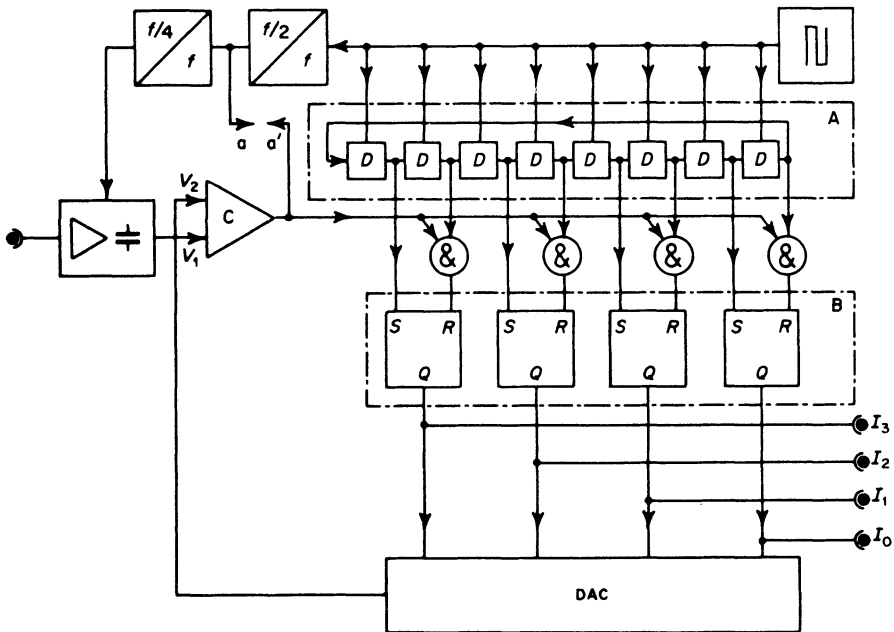 f/4 f
f/2 f
a a'
A
D D D D D D D D
V2
C
V1
& & & &
B
S R S R S R S R
Q Q Q Q
I3
I2
I1
I0
DAC